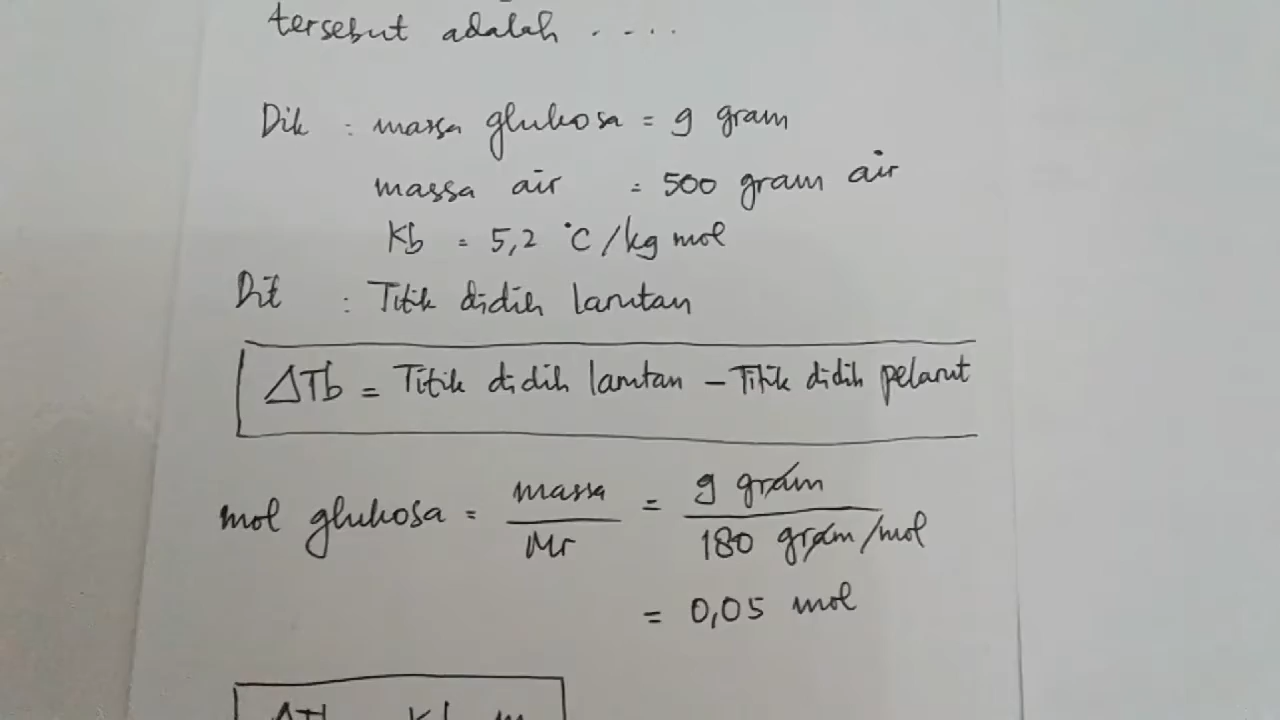 tersebut adalah ....
Dik : massa glukosa = 9 gram
massa air = 500 gram air
Kb = 5,2 °C/kg mol
Dit : Titik didih larutan
ΔTb = Titik didih larutan - Titik didih pelarut
mol glukosa = massa / Mr = 9 gram / 180 gram/mol
= 0,05 mol